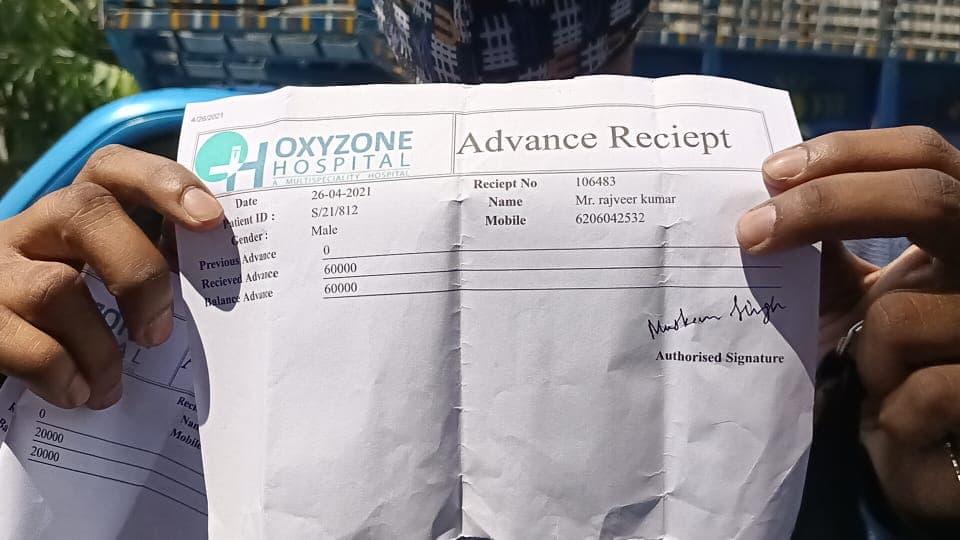 4/26/2021
OXYZONE
HOSPITAL
A MULTISPECIALITY HOSPITAL
Advance Reciept
Date 26-04-2021
Patient ID : S/21/812
Gender : Male
Reciept No 106483
Name Mr. rajveer kumar
Mobile 6206042532
Previous Advance 0
Recieved Advance 60000
Balance Advance 60000
Muskan Singh
Authorised Signature
0
20000
20000